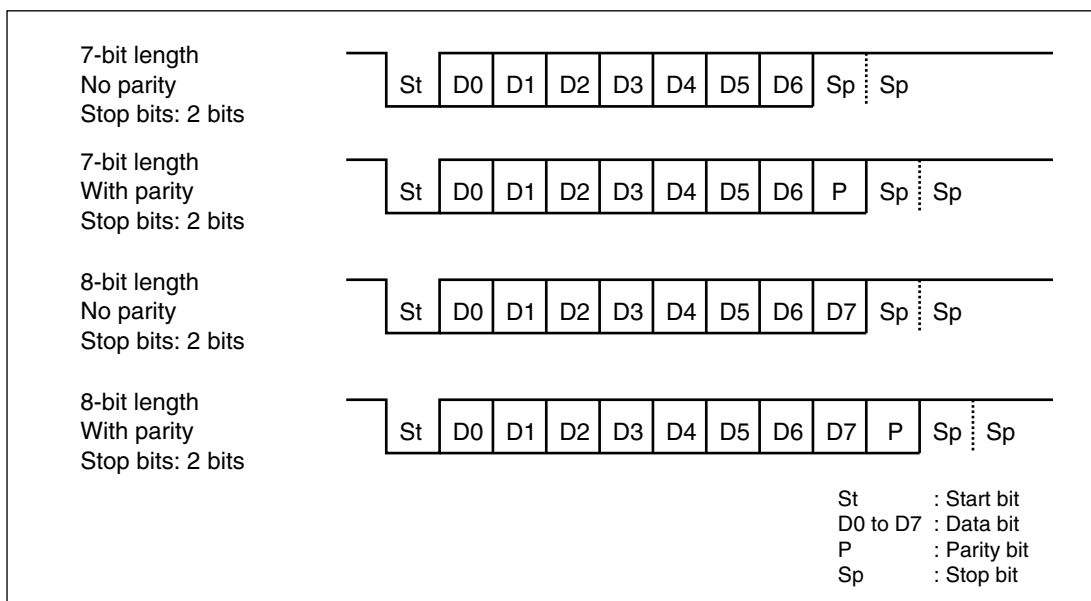 7-bit length
No parity
Stop bits: 2 bits
St D0 D1 D2 D3 D4 D5 D6 Sp Sp
7-bit length
With parity
Stop bits: 2 bits
St D0 D1 D2 D3 D4 D5 D6 P Sp Sp
8-bit length
No parity
Stop bits: 2 bits
St D0 D1 D2 D3 D4 D5 D6 D7 Sp Sp
8-bit length
With parity
Stop bits: 2 bits
St D0 D1 D2 D3 D4 D5 D6 D7 P Sp Sp
St : Start bit
D0 to D7 : Data bit
P : Parity bit
Sp : Stop bit